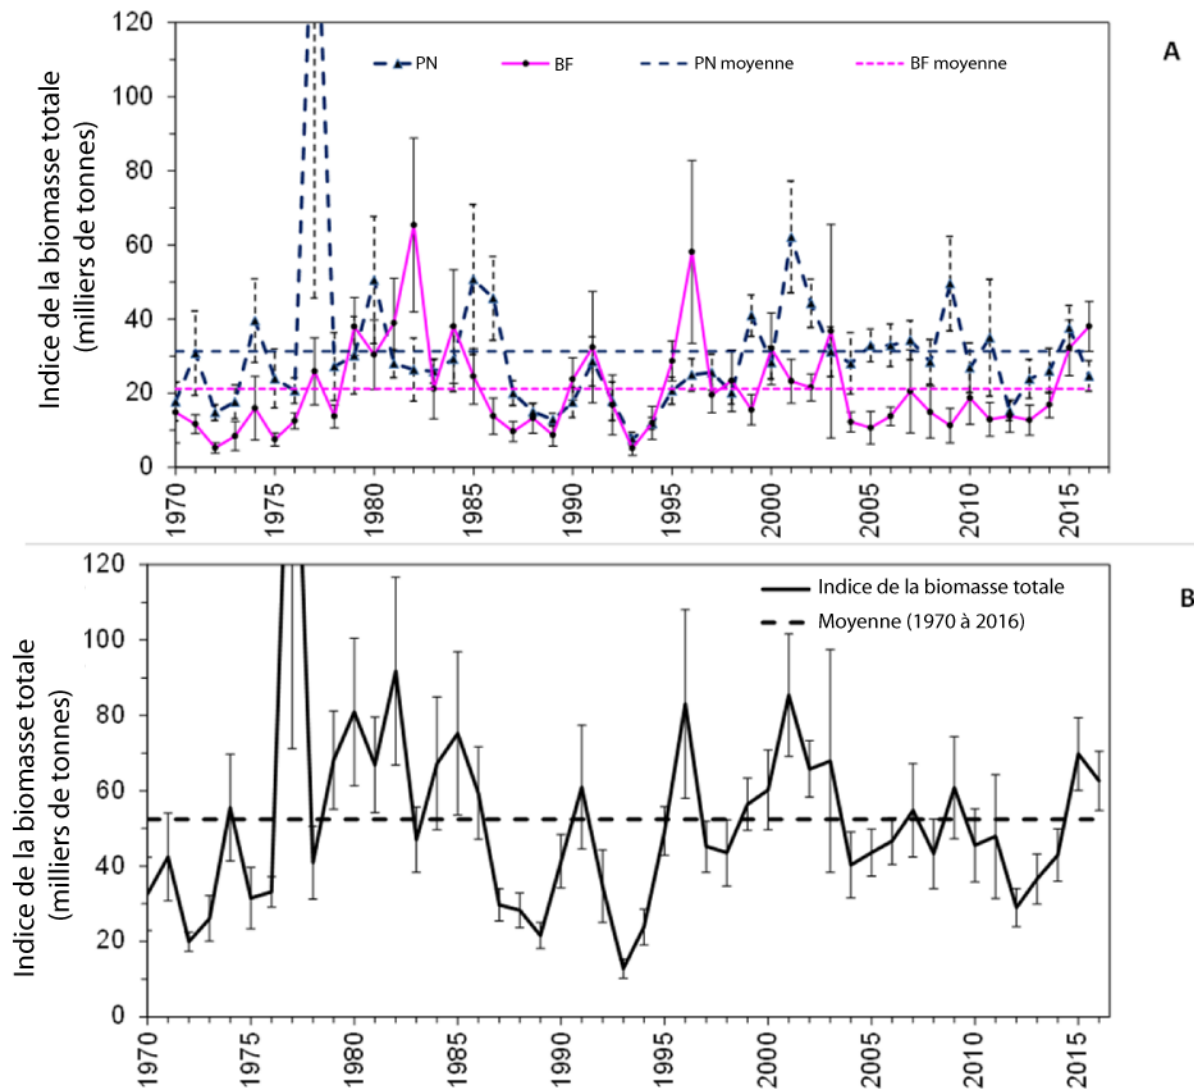 120
100
80
60
40
20
0
Indice de la biomasse totale
(milliers de tonnes)
PN
BF
PN moyenne
BF moyenne
A
1970
1975
1980
1985
1990
1995
2000
2005
2010
2015
120
100
80
60
40
20
0
Indice de la biomasse totale
(milliers de tonnes)
Indice de la biomasse totale
Moyenne (1970 à 2016)
B
1970
1975
1980
1985
1990
1995
2000
2005
2010
2015